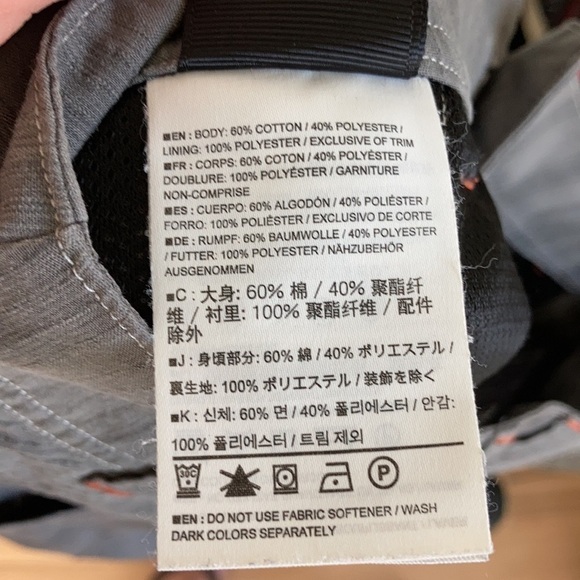 ■EN : BODY: 60% COTTON / 40% POLYESTER /
LINING: 100% POLYESTER / EXCLUSIVE OF TRIM
■FR : CORPS: 60% COTON / 40% POLYÉSTER /
DOUBLURE: 100% POLYÉSTER / GARNITURE
NON-COMPRISE
■ES : CUERPO: 60% ALGODÓN / 40% POLIÉSTER /
FORRO: 100% POLIÉSTER / EXCLUSIVO DE CORTE
■DE : RUMPF: 60% BAUMWOLLE / 40% POLYESTER
/ FUTTER: 100% POLYESTER / NÄHZUBEHÖR
AUSGENOMMEN
■C : 大身: 60% 棉 / 40% 聚酯纤
维 / 衬里: 100% 聚酯纤维 / 配件
除外
■J : 身頃部分: 60% 綿 / 40% ポリエステル /
裏生地: 100% ポリエステル / 装飾を除く
■K : 신체: 60% 면 / 40% 폴리에스터 / 안감:
100% 폴리에스터 / 트림 제외
30C P
■EN : DO NOT USE FABRIC SOFTENER / WASH
DARK COLORS SEPARATELY